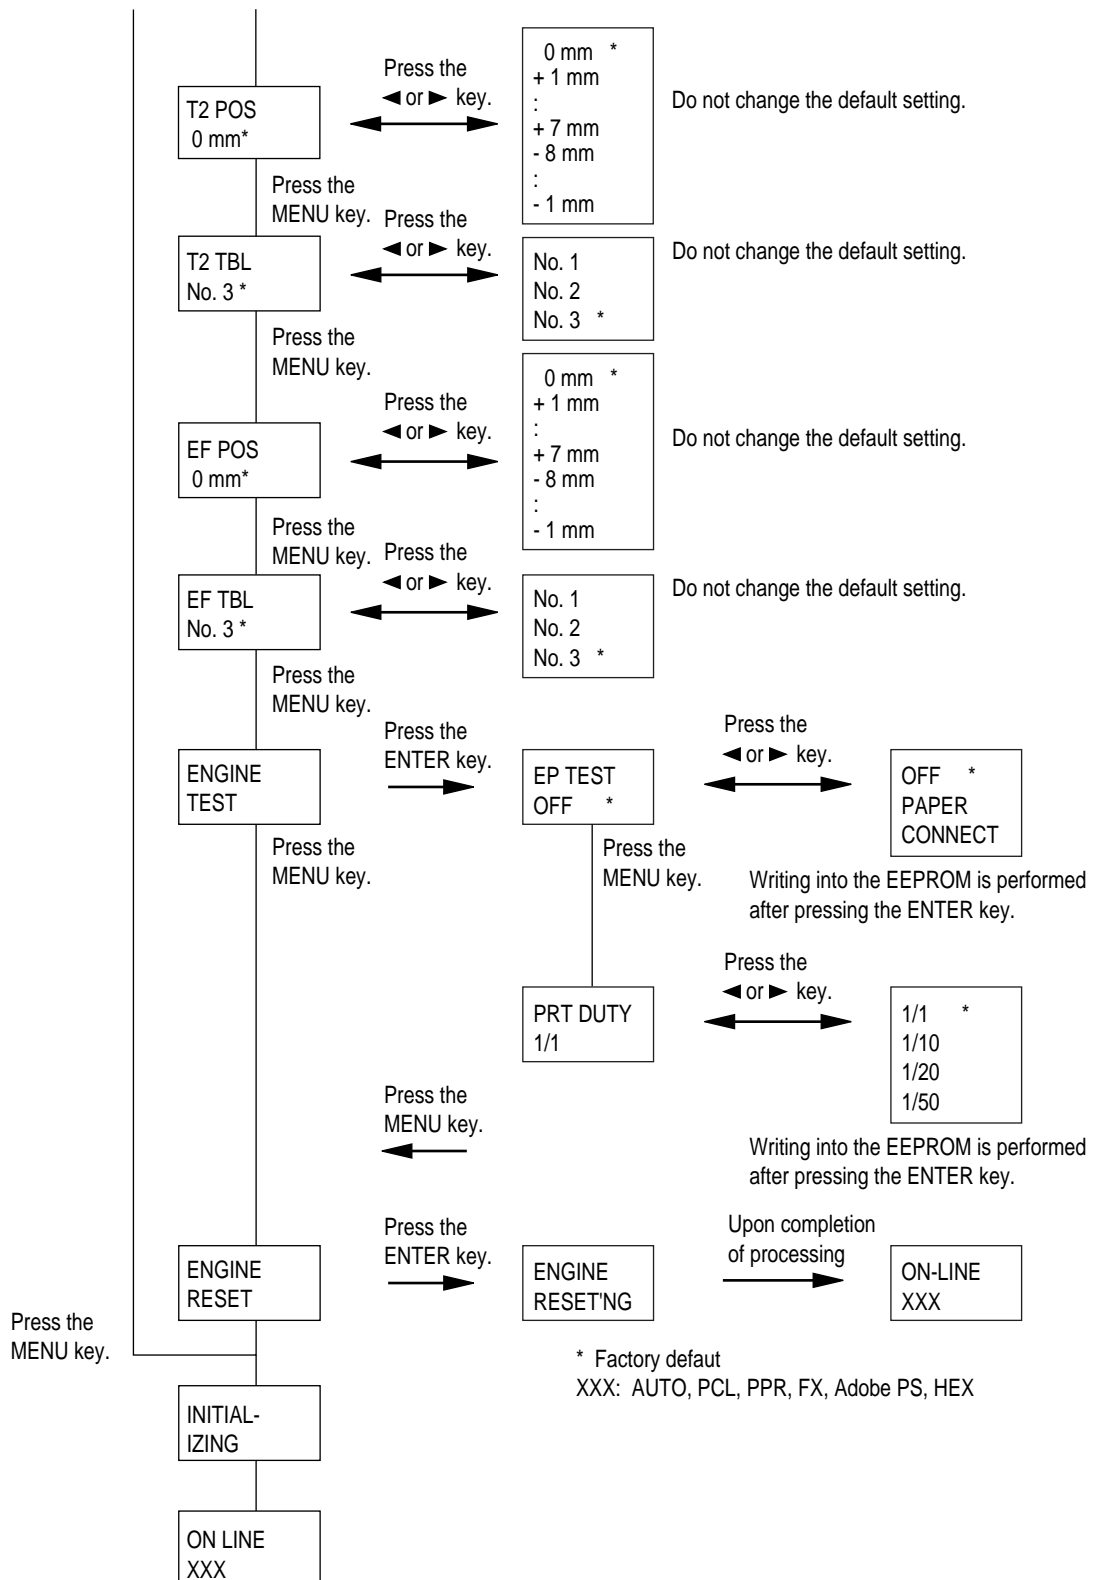 T2 POS
0 mm*
Press the
◄ or ► key.
0 mm *
+ 1 mm
:
+ 7 mm
- 8 mm
:
- 1 mm
Do not change the default setting.
Press the
MENU key.
T2 TBL
No. 3 *
Press the
◄ or ► key.
No. 1
No. 2
No. 3 *
Do not change the default setting.
Press the
MENU key.
EF POS
0 mm*
Press the
◄ or ► key.
0 mm *
+ 1 mm
:
+ 7 mm
- 8 mm
:
- 1 mm
Do not change the default setting.
Press the
MENU key.
EF TBL
No. 3 *
Press the
◄ or ► key.
No. 1
No. 2
No. 3 *
Do not change the default setting.
Press the
MENU key.
ENGINE
TEST
Press the
ENTER key.
EP TEST
OFF *
Press the
◄ or ► key.
OFF *
PAPER
CONNECT
Writing into the EEPROM is performed
after pressing the ENTER key.
Press the
MENU key.
Press the
MENU key.
PRT DUTY
1/1
Press the
◄ or ► key.
1/1 *
1/10
1/20
1/50
Writing into the EEPROM is performed
after pressing the ENTER key.
Press the
MENU key.
ENGINE
RESET
Press the
ENTER key.
ENGINE
RESET'NG
Upon completion
of processing
ON-LINE
XXX
Press the
MENU key.
* Factory defaut
XXX: AUTO, PCL, PPR, FX, Adobe PS, HEX
INITIAL-
IZING
ON LINE
XXX